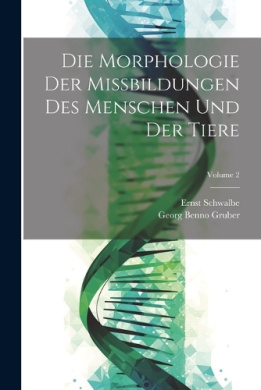 Die Morphologie
Der Missbildungen
Des Menschen Und
Der Tiere
Volume 2
Ernst Schwalbe
Georg Benno Gruber